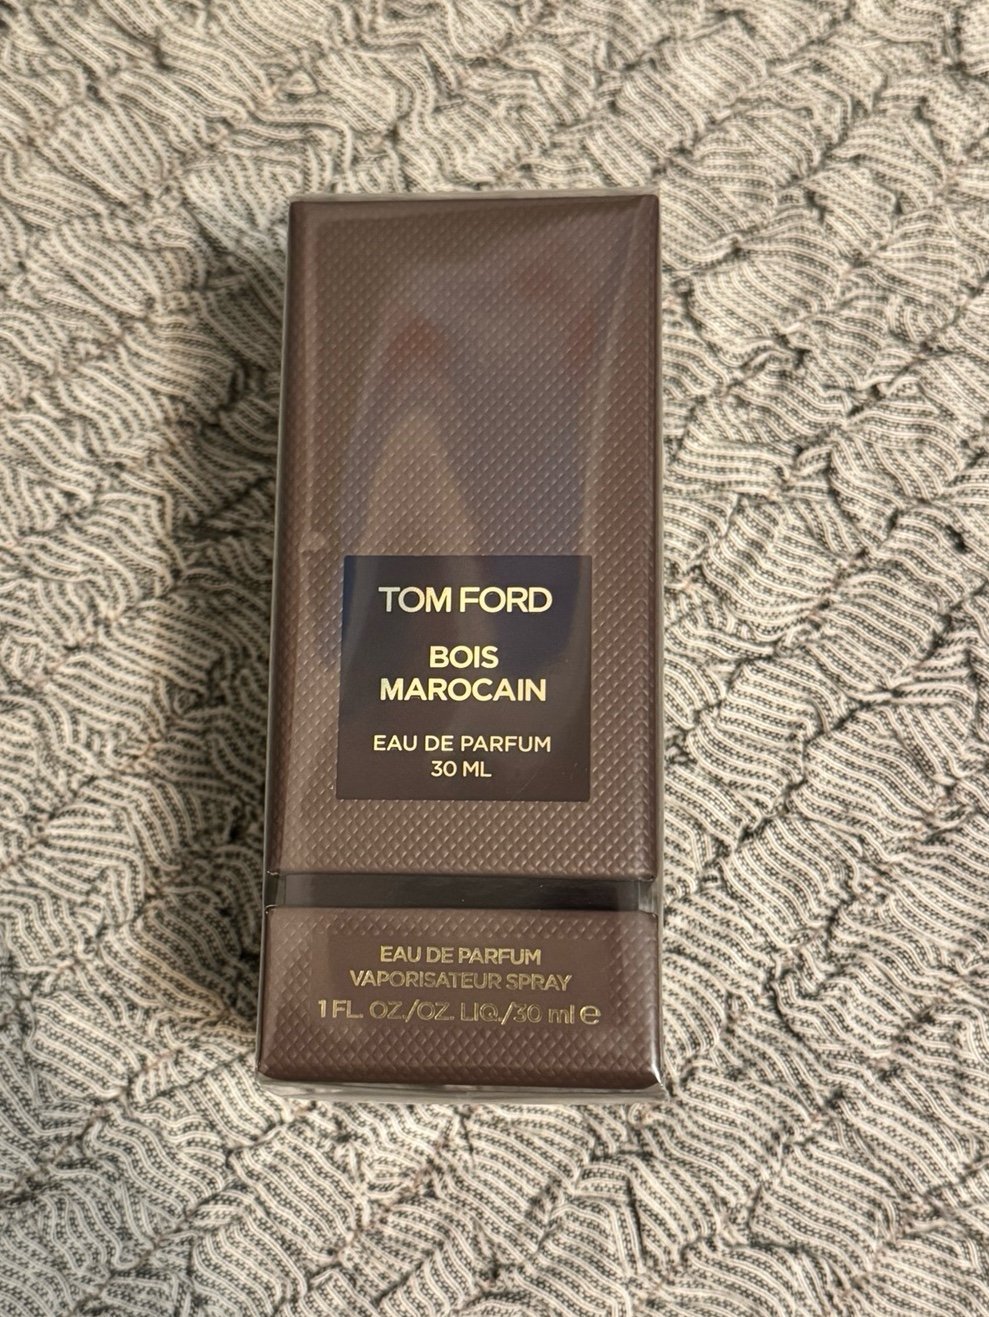 TOM FORD
BOIS
MAROCAIN
EAU DE PARFUM
30 ML
EAU DE PARFUM
VAPORISATEUR SPRAY
1 FL. OZ./OZ. LIQ./30 ml ℮